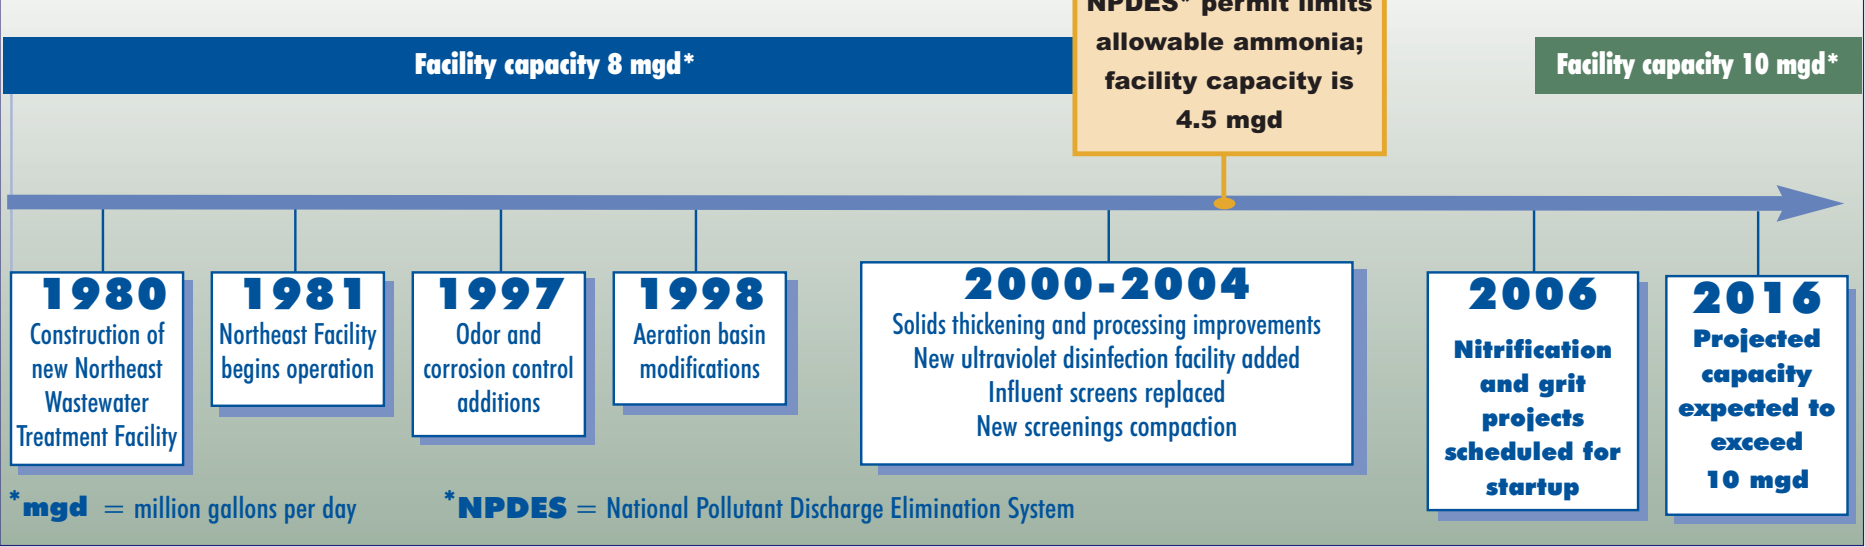 NPDES* permit limits
allowable ammonia;
facility capacity is
4.5 mgd
Facility capacity 8 mgd*
Facility capacity 10 mgd*
1980
Construction of
new Northeast
Wastewater
Treatment Facility
1981
Northeast Facility
begins operation
1997
Odor and
corrosion control
additions
1998
Aeration basin
modifications
2000-2004
Solids thickening and processing improvements
New ultraviolet disinfection facility added
Influent screens replaced
New screenings compaction
2006
Nitrification
and grit
projects
scheduled for
startup
2016
Projected
capacity
expected to
exceed
10 mgd
*mgd = million gallons per day
*NPDES = National Pollutant Discharge Elimination System